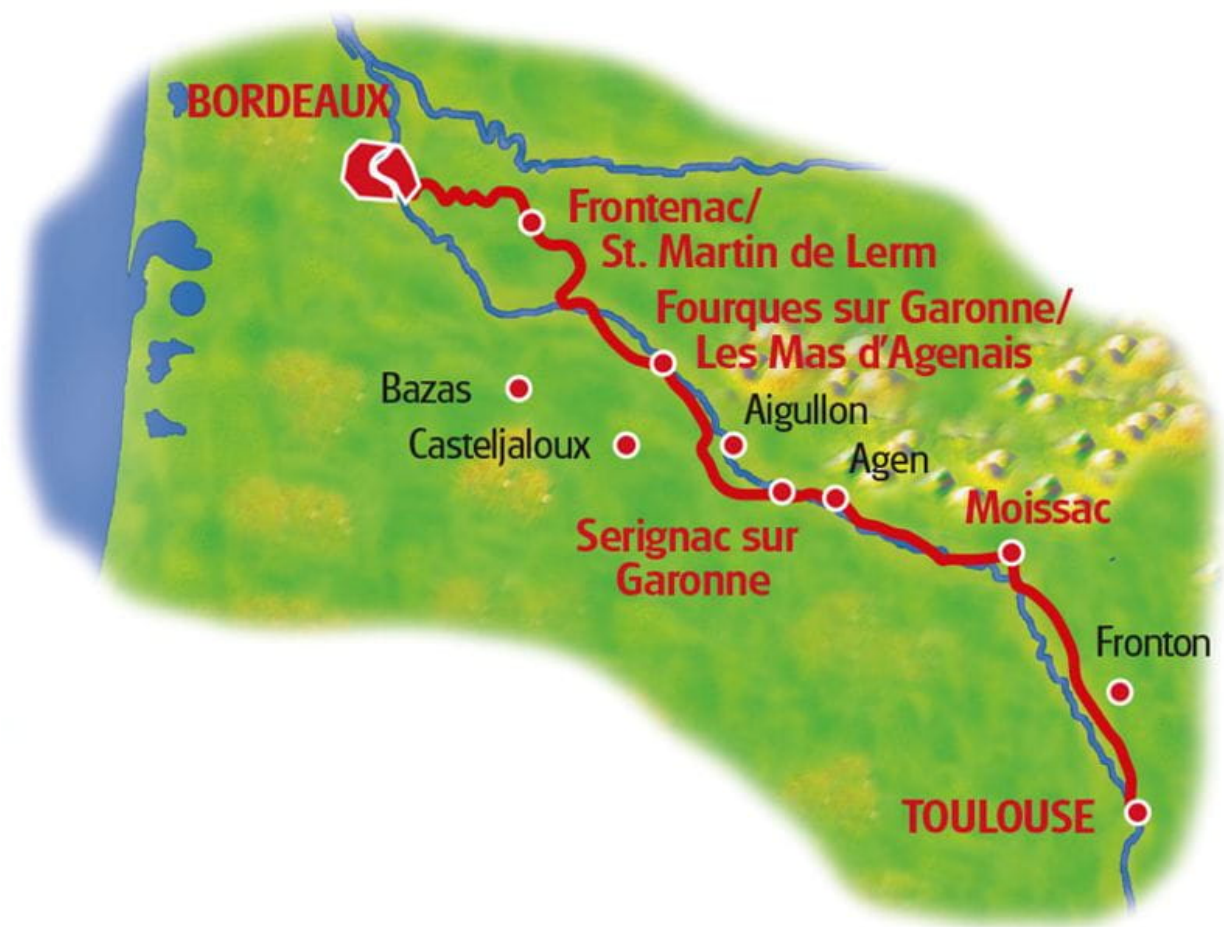 BORDEAUX
Frontenac/
St. Martin de Lerm
Fourques sur Garonne/
Les Mas d'Agenais
Bazas
Aigullon
Casteljaloux
Agen
Moissac
Serignac sur
Garonne
Fronton
TOULOUSE